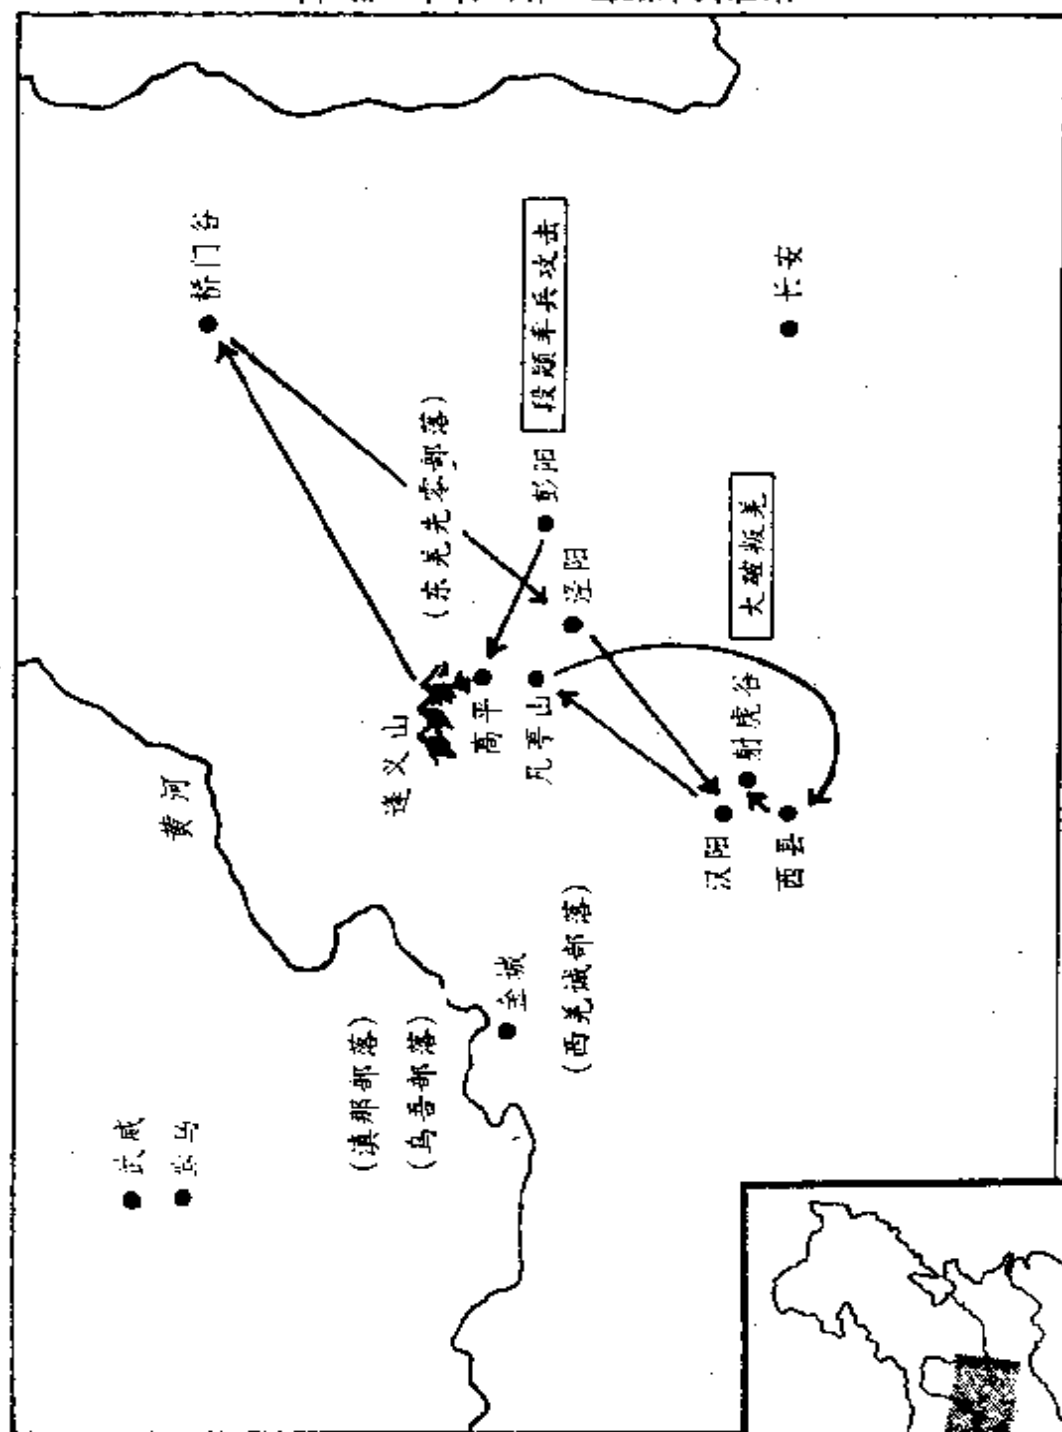 桥门谷
段颎率兵攻击
长安
(东羌先零部落)
彭阳
泾阳
大破叛羌
逢义山
高平
凡亭山
射虎谷
黄河
汉阳
西县
金城
(西羌诚部落)
(滇那部落)
(乌吾部落)
武威